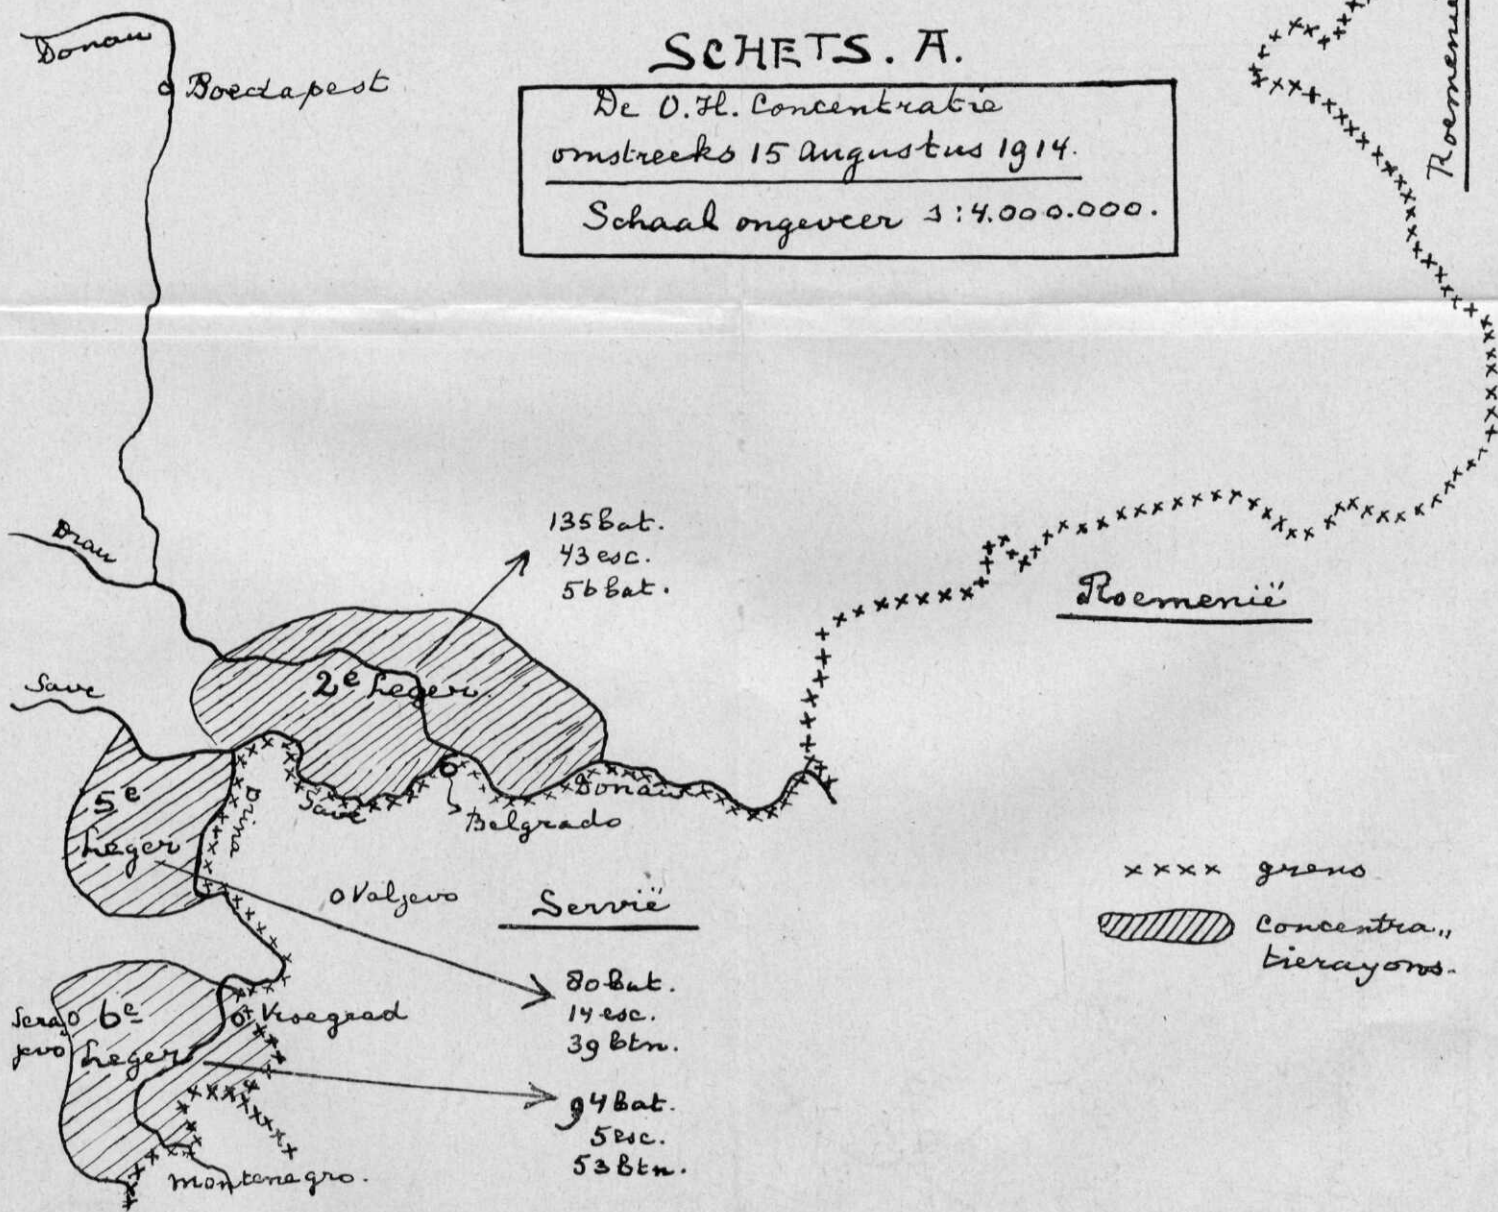 SCHETS. A.
De O.H. Concentratie
omstreeks 15 augustus 1914.
Schaal ongeveer 1:4.000.000.
Donau
Boedapest
Roemenië
Drau
135 bat.
43 esc.
56 bat.
Roemenië
2e Leger.
Save
5e
Leger
Drina
Save
Donau
Belgrado
Valjevo
Servië
xxxx grens
concentra„
tierayons.
80 bat.
14 esc.
39 btn.
Sera„
jevo
6e
Leger
Visegrad
94 bat.
5 esc.
53 btn.
montenegro.